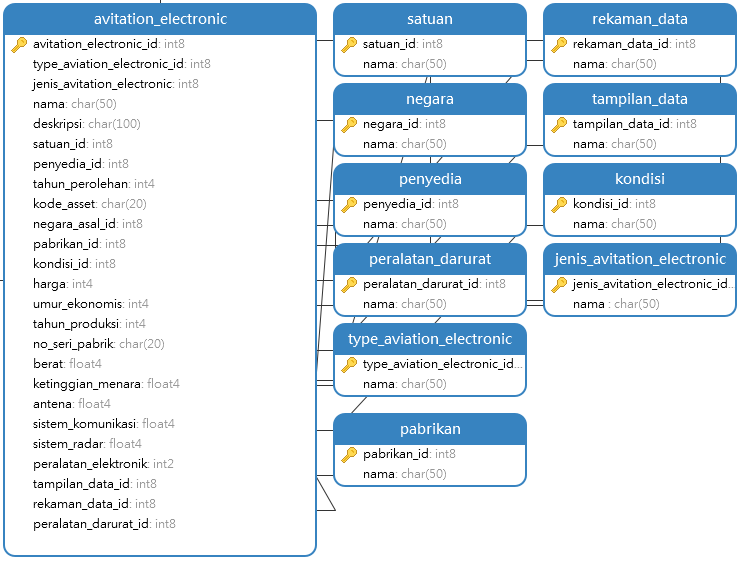 avitation_electronic
avitation_electronic_id: int8
type_aviation_electronic_id: int8
jenis_avitation_electronic: int8
nama: char(50)
deskripsi: char(100)
satuan_id: int8
penyedia_id: int8
tahun_perolehan: int4
kode_asset: char(20)
negara_asal_id: int8
pabrikan_id: int8
kondisi_id: int8
harga: int4
umur_ekonomis: int4
tahun_produksi: int4
no_seri_pabrik: char(20)
berat: float4
ketinggian_menara: float4
antena: float4
sistem_komunikasi: float4
sistem_radar: float4
peralatan_elektronik: int2
tampilan_data_id: int8
rekaman_data_id: int8
peralatan_darurat_id: int8
satuan
satuan_id: int8
nama: char(50)
negara
negara_id: int8
nama: char(50)
penyedia
penyedia_id: int8
nama: char(50)
peralatan_darurat
peralatan_darurat_id: int8
nama: char(50)
type_aviation_electronic
type_aviation_electronic_id...
nama: char(50)
pabrikan
pabrikan_id: int8
nama: char(50)
rekaman_data
rekaman_data_id: int8
nama: char(50)
tampilan_data
tampilan_data_id: int8
nama: char(50)
kondisi
kondisi_id: int8
nama: char(50)
jenis_avitation_electronic
jenis_avitation_electronic_id...
nama : char(50)